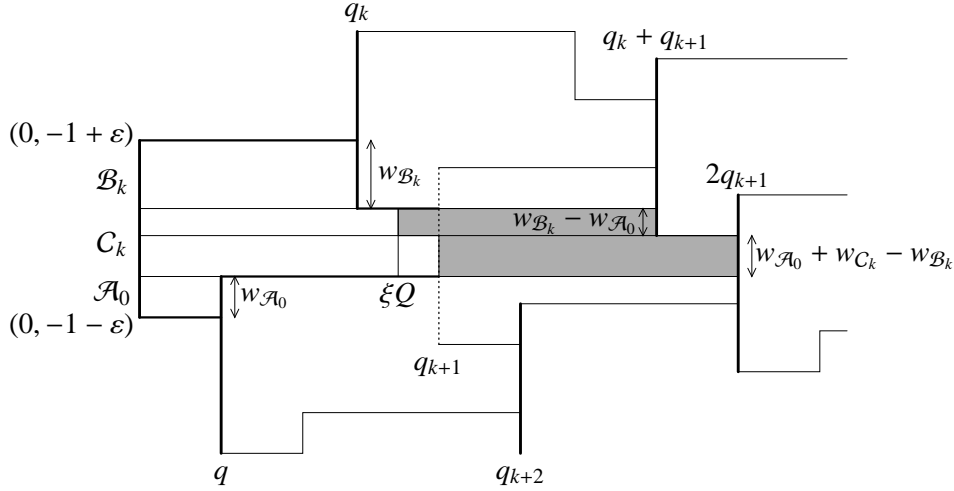 q_k
q_k + q_{k+1}
(0, −1 + ε)
w_{ℬ_k}
ℬ_k
2q_{k+1}
w_{ℬ_k} − w_{𝒜_0}
𝒞_k
w_{𝒜_0} + w_{𝒞_k} − w_{ℬ_k}
𝒜_0
w_{𝒜_0}
ξQ
(0, −1 − ε)
q_{k+1}
q
q_{k+2}